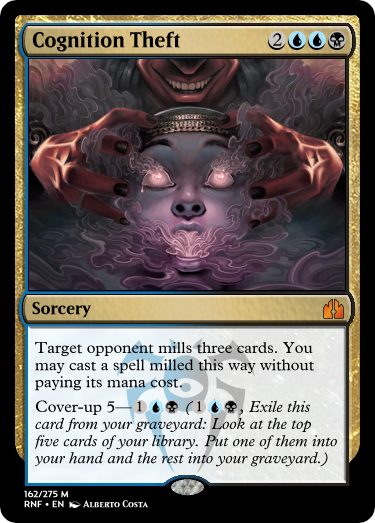 Cognition Theft 2UUB
Sorcery
Target opponent mills three cards. You
may cast a spell milled this way without
paying its mana cost.
Cover-up 5—1UB (1UB, Exile this
card from your graveyard: Look at the top
five cards of your library. Put one of them into
your hand and the rest into your graveyard.)
162/275 M
RNF • EN Alberto Costa